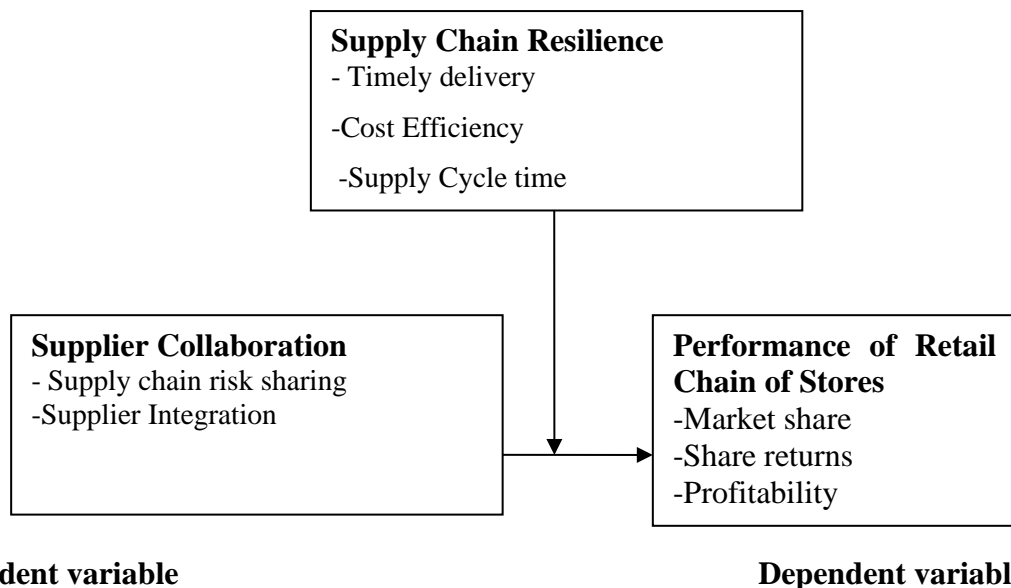 Supply Chain Resilience
- Timely delivery
-Cost Efficiency
-Supply Cycle time
Supplier Collaboration
- Supply chain risk sharing
-Supplier Integration
Performance of Retail
Chain of Stores
-Market share
-Share returns
-Profitability
dent variable
Dependent variabl